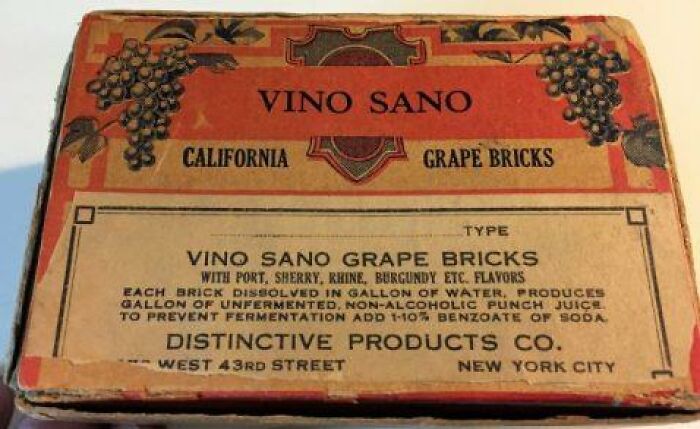 VINO SANO
CALIFORNIA GRAPE BRICKS
TYPE
VINO SANO GRAPE BRICKS
WITH PORT, SHERRY, RHINE, BURGUNDY ETC. FLAVORS
EACH BRICK DISSOLVED IN GALLON OF WATER, PRODUCES
GALLON OF UNFERMENTED, NON-ALCOHOLIC PUNCH JUICE.
TO PREVENT FERMENTATION ADD 1-10% BENZOATE OF SODA.
DISTINCTIVE PRODUCTS CO.
WEST 43RD STREET NEW YORK CITY